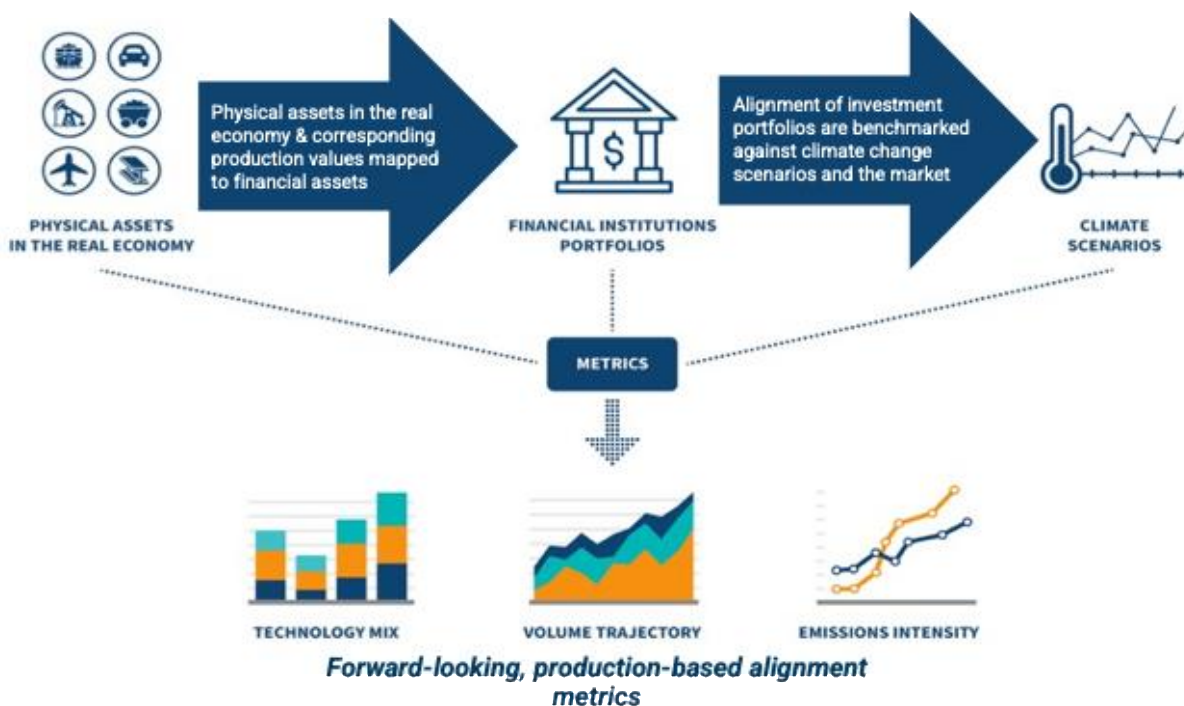 Physical assets in the real
economy & corresponding
production values mapped
to financial assets
$
Alignment of investment
portfolios are benchmarked
against climate change
scenarios and the market
PHYSICAL ASSETS
IN THE REAL ECONOMY
FINANCIAL INSTITUTIONS
PORTFOLIOS
CLIMATE
SCENARIOS
METRICS
TECHNOLOGY MIX
VOLUME TRAJECTORY
EMISSIONS INTENSITY
Forward-looking, production-based alignment
metrics